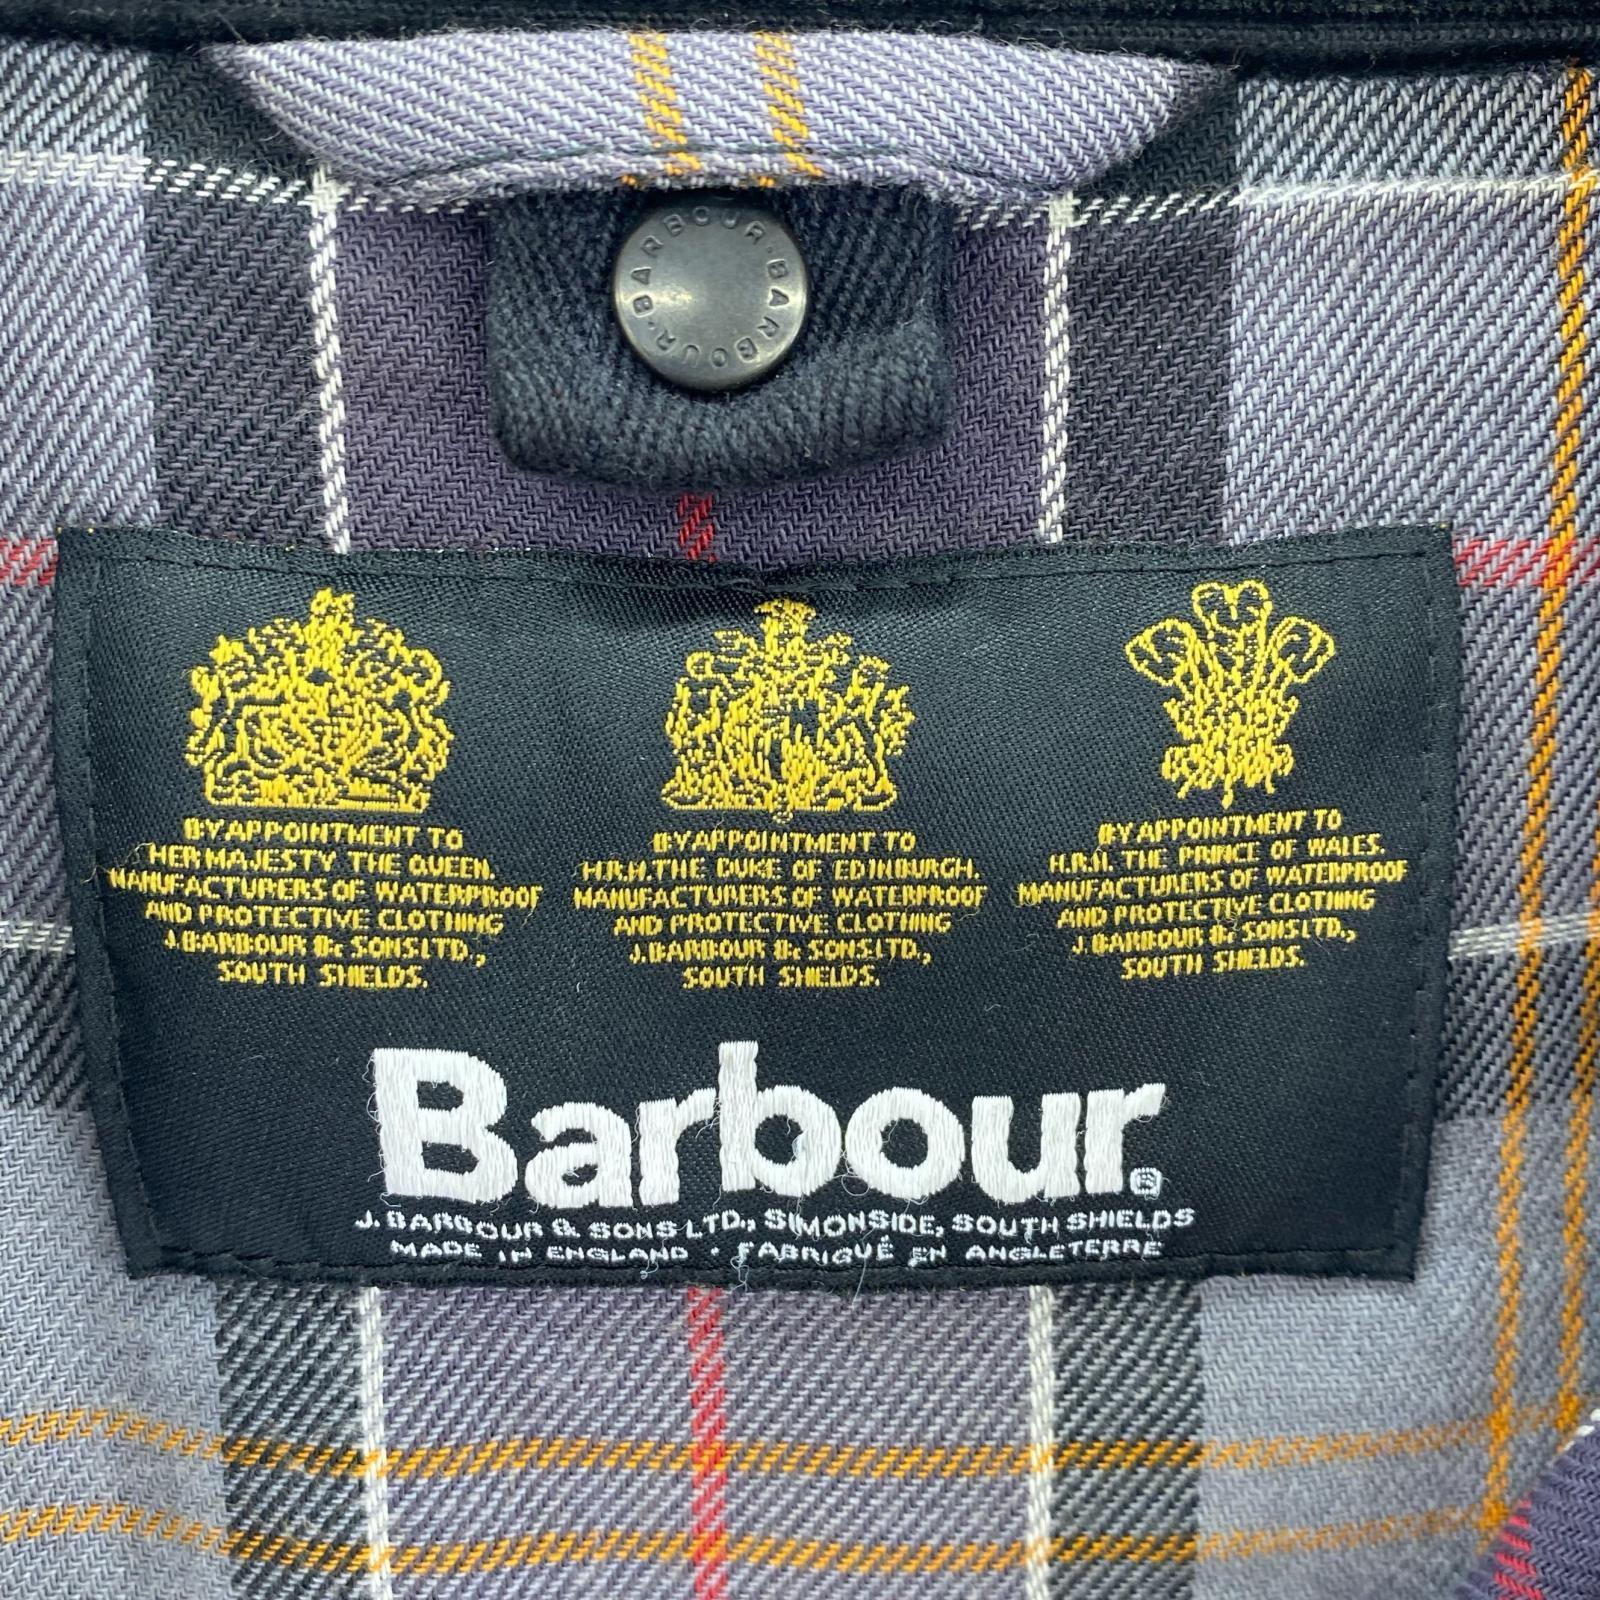 BARBOUR · BARBOUR ·
BY APPOINTMENT TO
HER MAJESTY THE QUEEN.
MANUFACTURERS OF WATERPROOF
AND PROTECTIVE CLOTHING
J.BARBOUR & SONS LTD.,
SOUTH SHIELDS.
BY APPOINTMENT TO
H.R.H. THE DUKE OF EDINBURGH.
MANUFACTURERS OF WATERPROOF
AND PROTECTIVE CLOTHING
J.BARBOUR & SONS LTD.,
SOUTH SHIELDS.
BY APPOINTMENT TO
H.R.H. THE PRINCE OF WALES.
MANUFACTURERS OF WATERPROOF
AND PROTECTIVE CLOTHING
J.BARBOUR & SONS LTD.,
SOUTH SHIELDS.
Barbour®
J. BARBOUR & SONS LTD., SIMONSIDE, SOUTH SHIELDS
MADE IN ENGLAND · FABRIQUÉ EN ANGLETERRE